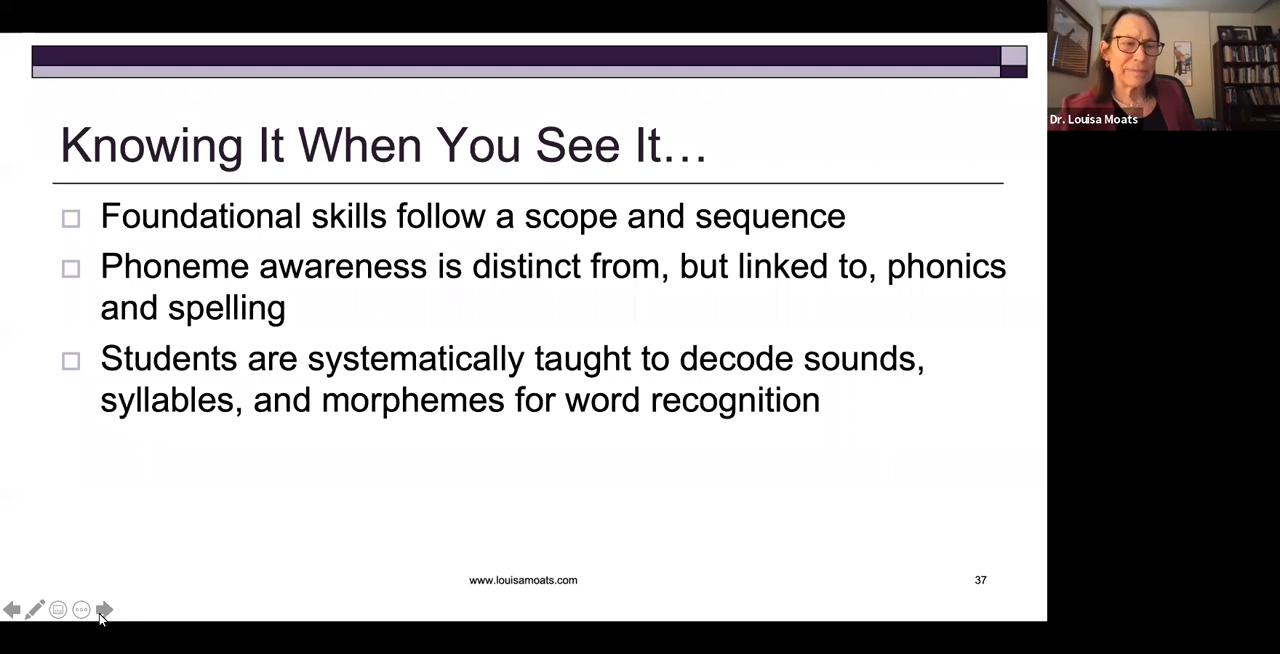 Knowing It When You See It...
Foundational skills follow a scope and sequence
Phoneme awareness is distinct from, but linked to, phonics
and spelling
Students are systematically taught to decode sounds,
syllables, and morphemes for word recognition
www.louisamoats.com
37
Dr. Louisa Moats